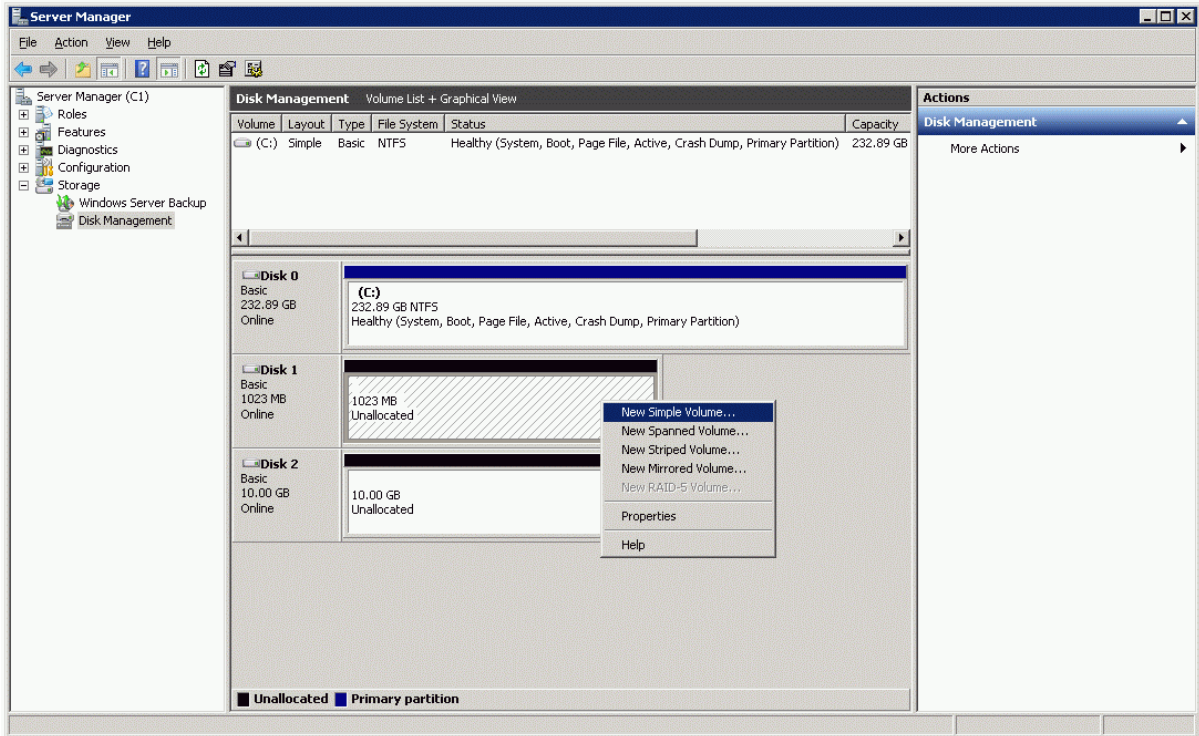 Server Manager
File Action View Help
Server Manager (C1)
Roles
Features
Diagnostics
Configuration
Storage
Windows Server Backup
Disk Management
Disk Management Volume List + Graphical View
Volume Layout Type File System Status Capacity
(C:) Simple Basic NTFS Healthy (System, Boot, Page File, Active, Crash Dump, Primary Partition) 232.89 GB
Disk 0
Basic
232.89 GB
Online
(C:)
232.89 GB NTFS
Healthy (System, Boot, Page File, Active, Crash Dump, Primary Partition)
Disk 1
Basic
1023 MB
Online
1023 MB
Unallocated
Disk 2
Basic
10.00 GB
Online
10.00 GB
Unallocated
New Simple Volume...
New Spanned Volume...
New Striped Volume...
New Mirrored Volume...
New RAID-5 Volume...
Properties
Help
Unallocated Primary partition
Actions
Disk Management
More Actions